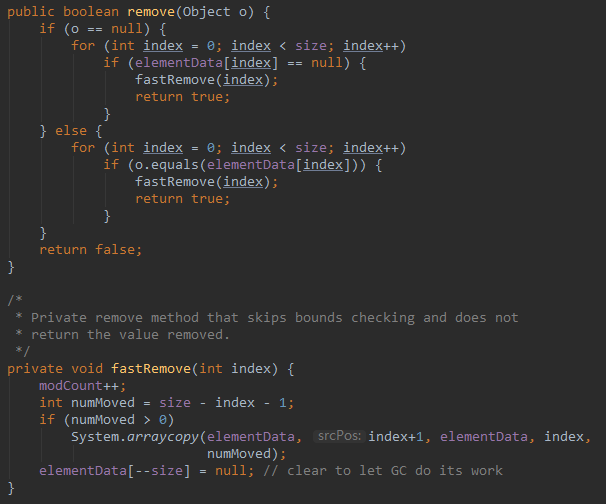 public boolean remove(Object o) {
    if (o == null) {
        for (int index = 0; index < size; index++)
            if (elementData[index] == null) {
                fastRemove(index);
                return true;
            }
    } else {
        for (int index = 0; index < size; index++)
            if (o.equals(elementData[index])) {
                fastRemove(index);
                return true;
            }
    }
    return false;
}

/*
 * Private remove method that skips bounds checking and does not
 * return the value removed.
 */
private void fastRemove(int index) {
    modCount++;
    int numMoved = size - index - 1;
    if (numMoved > 0)
        System.arraycopy(elementData, srcPos: index+1, elementData, index,
                         numMoved);
    elementData[--size] = null; // clear to let GC do its work
}